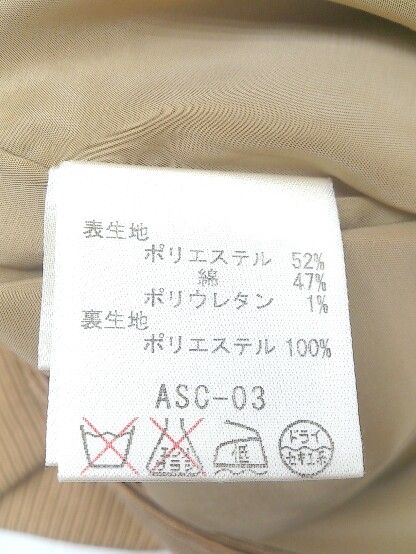 表生地
ポリエステル 52%
綿 47%
ポリウレタン 1%
裏生地
ポリエステル 100%
ASC-03
低
ドライ